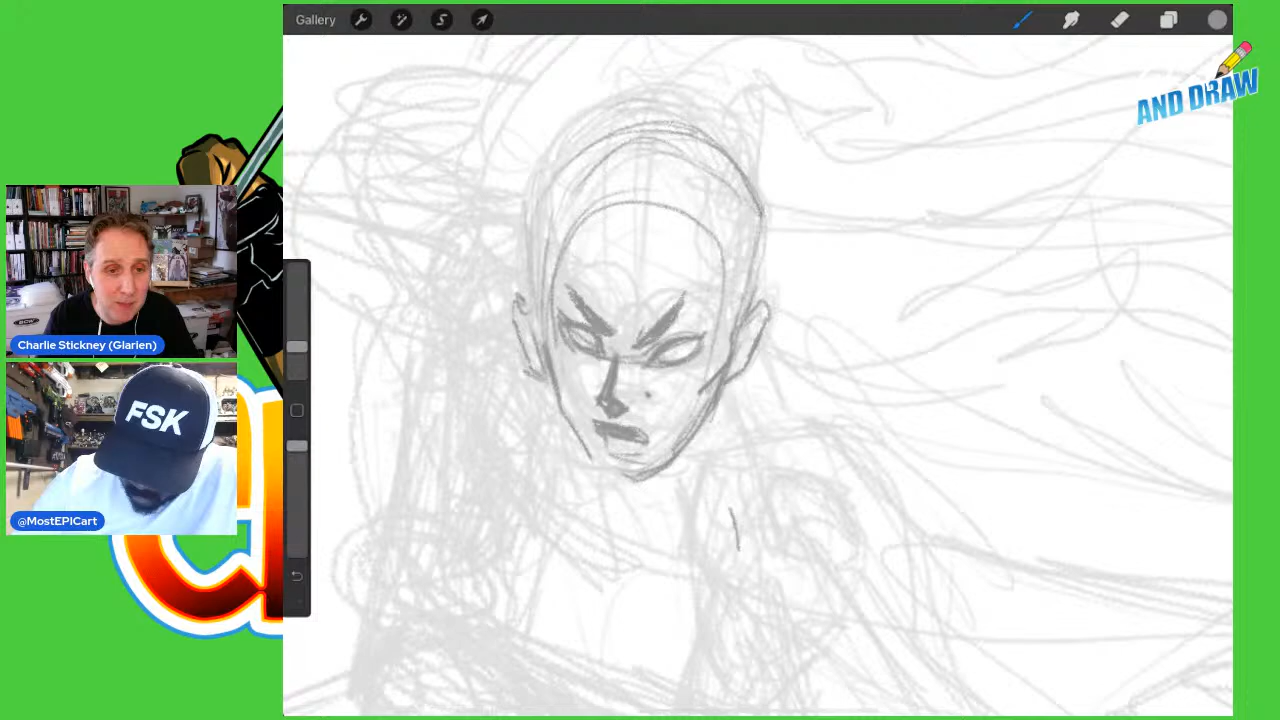 Gallery
AND DRAW
Charlie Stickney (Glarien)
FSK
@MostEPICart